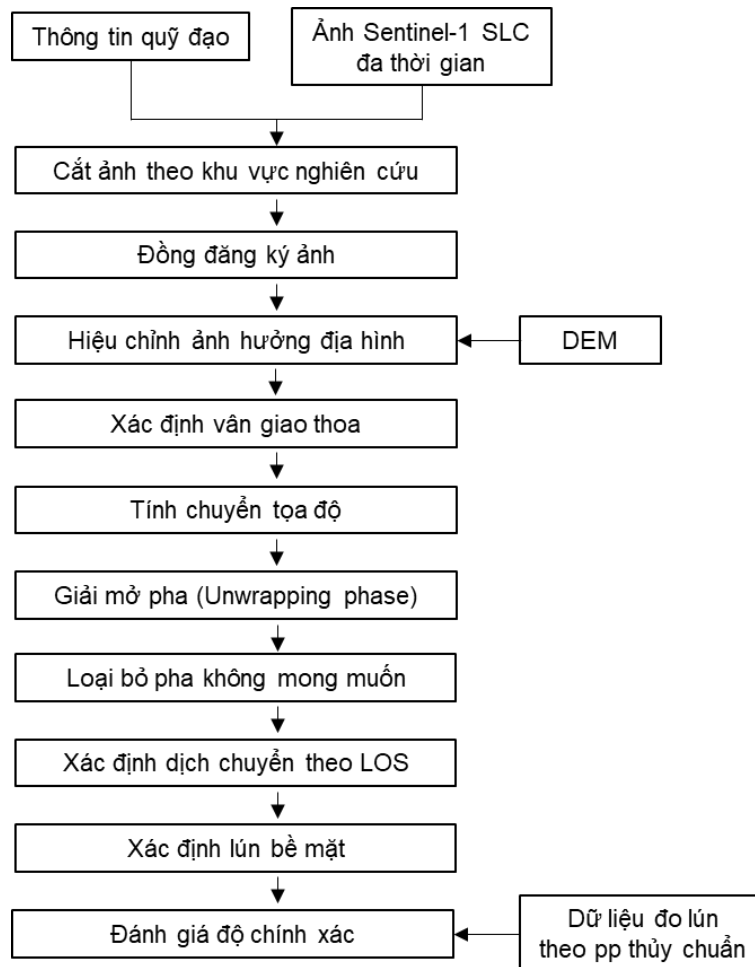 Thông tin quỹ đạo
Ảnh Sentinel-1 SLC
đa thời gian
Cắt ảnh theo khu vực nghiên cứu
Đồng đăng ký ảnh
Hiệu chỉnh ảnh hưởng địa hình
DEM
Xác định vân giao thoa
Tính chuyển tọa độ
Giải mở pha (Unwrapping phase)
Loại bỏ pha không mong muốn
Xác định dịch chuyển theo LOS
Xác định lún bề mặt
Đánh giá độ chính xác
Dữ liệu đo lún
theo pp thủy chuẩn